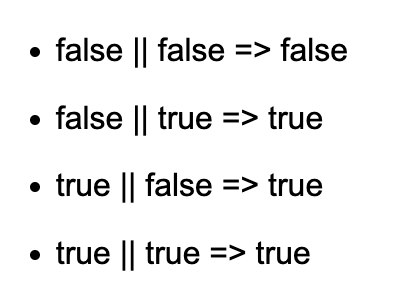 • false || false => false
• false || true => true
• true || false => true
• true || true => true